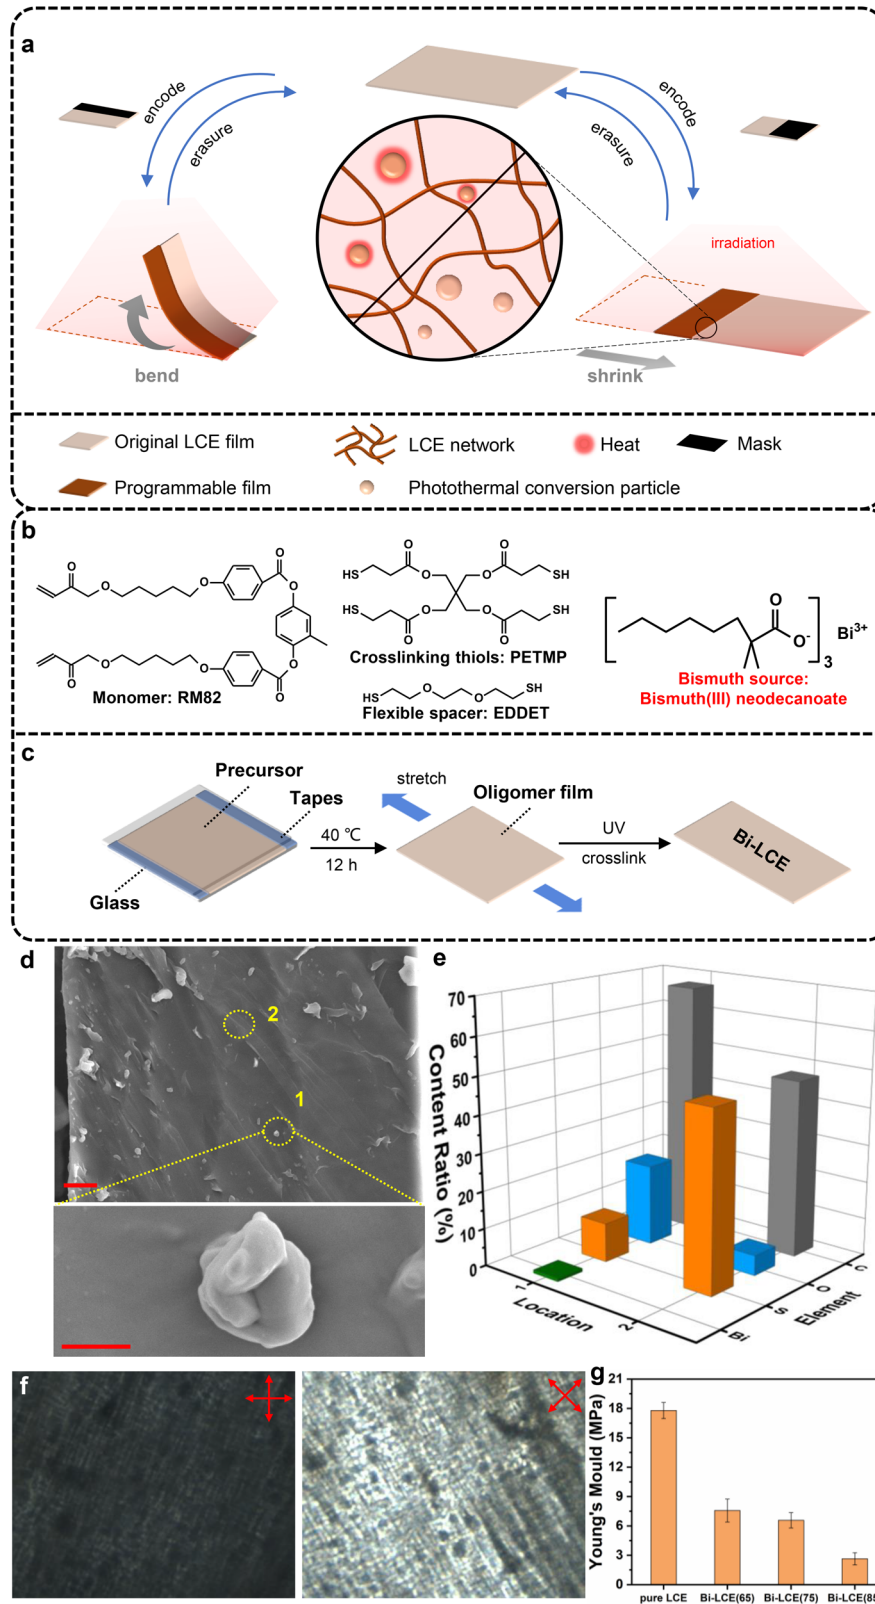 a
encode
erasure
encode
erasure
irradiation
bend
shrink
Original LCE film
LCE network
Heat
Mask
Programmable film
Photothermal conversion particle
b
O
O
O
O
O
O
O
O
O
O
Monomer: RM82
O
O
HS
O
O
SH
HS
O
O
SH
O
O
Crosslinking thiols: PETMP
HS
O
O
SH
Flexible spacer: EDDET
O
O-
3
Bi3+
Bismuth source:
Bismuth(III) neodecanoate
c
Precursor
Tapes
Glass
40 ℃
12 h
stretch
Oligomer film
UV
crosslink
Bi-LCE
d
2
1
e
Content Ratio (%)
70
60
50
40
30
20
10
0
1
2
Location
Bi
S
O
C
Element
f
g
Young's Mould (MPa)
21
18
15
12
9
6
3
0
pure LCE
Bi-LCE(65)
Bi-LCE(75)
Bi-LCE(85